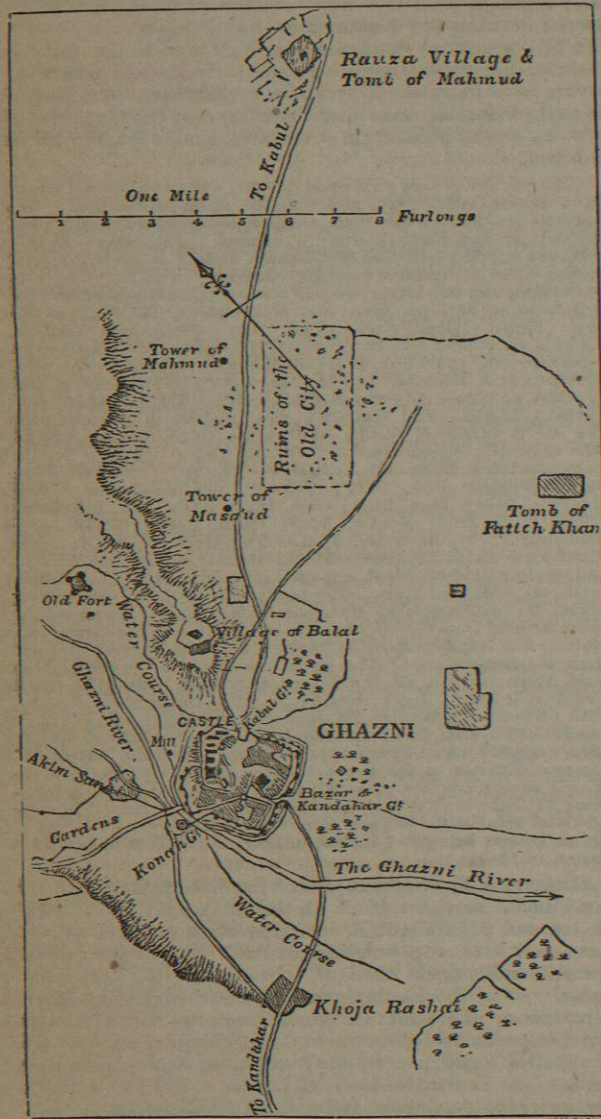 Rauza Village &
Tomb of Mahmud
To Kabul
One Mile
1 2 3 4 5 6 7 8 Furlongs
Tower of
Mahmud
Ruins of the
Old City
Tower of
Masa'ud
Tomb of
Fatteh Khan
Old Fort
Water Course
Village of Balal
Ghazni River
CASTLE
Kabul Gt.
GHAZNI
Mill
Akim Sana
Bazar &
Kandahar Gt.
Gardens
Konah Gt.
The Ghazni River
Water Course
Khoja Rashai
To Kandahar